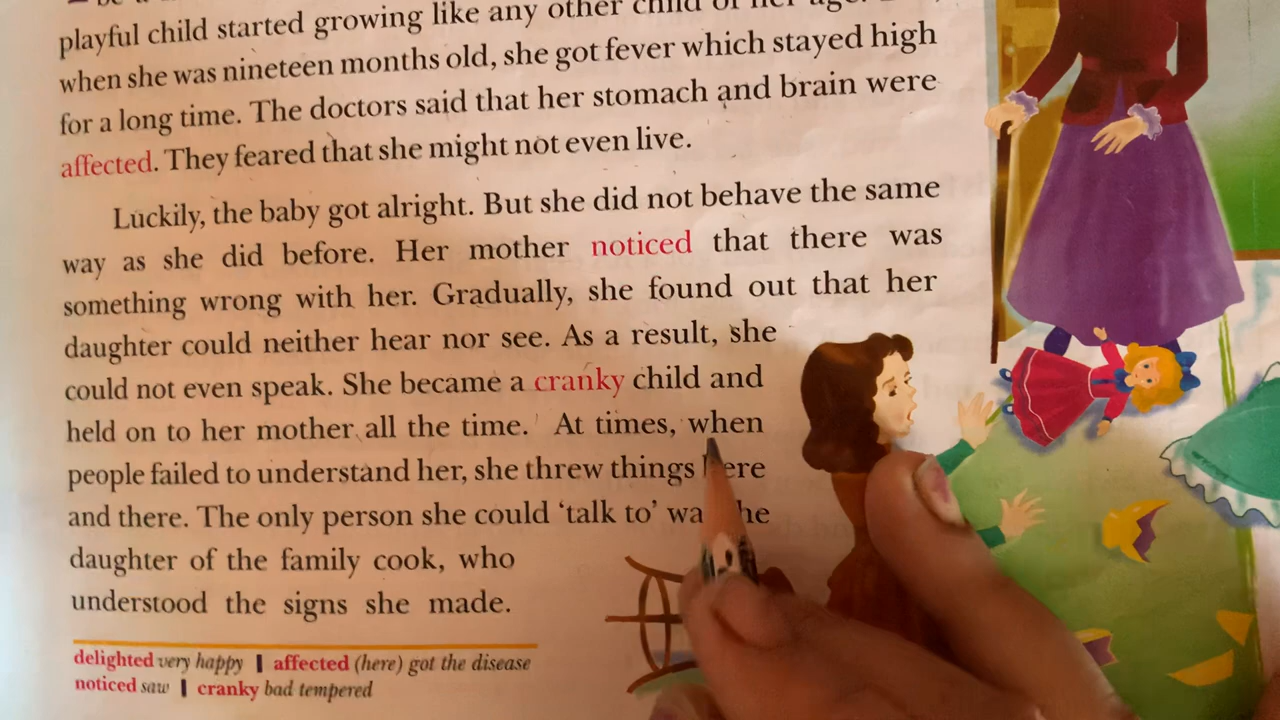 be a
playful child started growing like any other child of her age.
when she was nineteen months old, she got fever which stayed high
for a long time. The doctors said that her stomach and brain were
affected. They feared that she might not even live.
Luckily, the baby got alright. But she did not behave the same
way as she did before. Her mother noticed that there was
something wrong with her. Gradually, she found out that her
daughter could neither hear nor see. As a result, she
could not even speak. She became a cranky child and
held on to her mother all the time. At times, when
people failed to understand her, she threw things here
and there. The only person she could ‘talk to’ was the
daughter of the family cook, who
understood the signs she made.
delighted very happy | affected (here) got the disease
noticed saw | cranky bad tempered